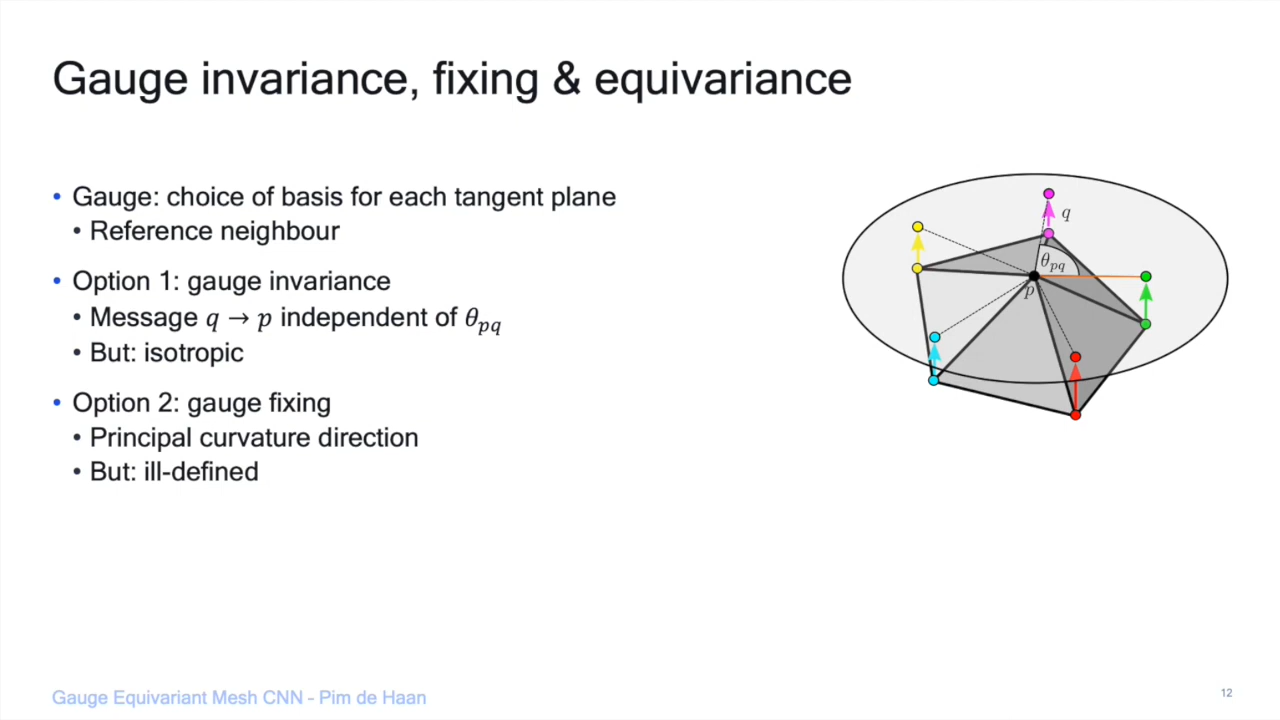 Gauge invariance, fixing & equivariance
• Gauge: choice of basis for each tangent plane
• Reference neighbour
• Option 1: gauge invariance
• Message q → p independent of θpq
• But: isotropic
• Option 2: gauge fixing
• Principal curvature direction
• But: ill-defined
q
θpq
p
Gauge Equivariant Mesh CNN - Pim de Haan
12